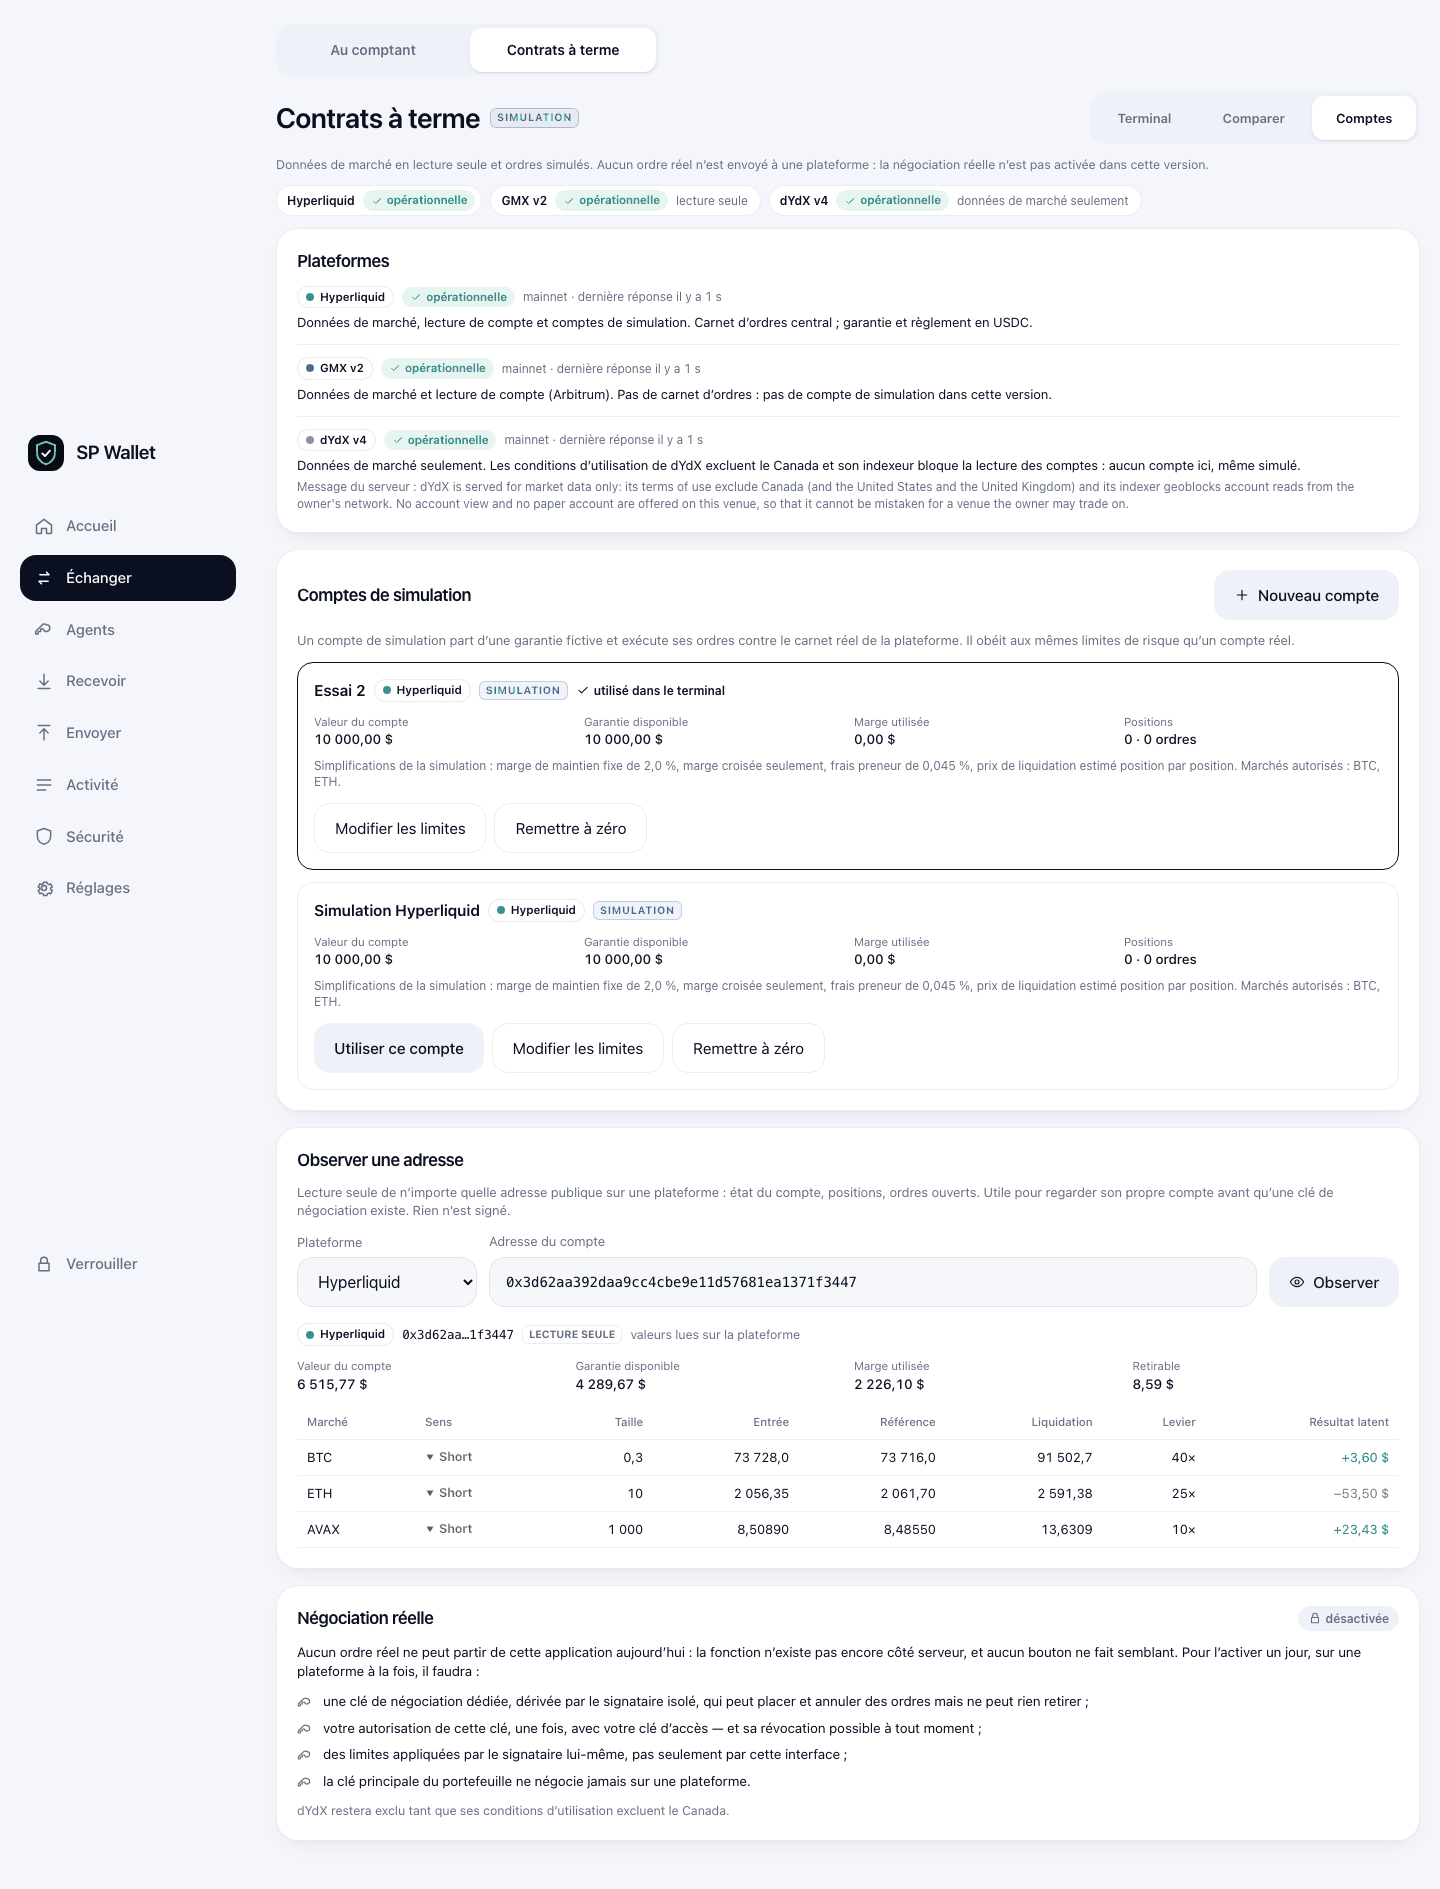 Au comptant
Contrats à terme
Contrats à terme SIMULATION
Terminal
Comparer
Comptes
Données de marché en lecture seule et ordres simulés. Aucun ordre réel n’est envoyé à une plateforme : la négociation réelle n’est pas activée dans cette version.
Hyperliquid opérationnelle
GMX v2 opérationnelle lecture seule
dYdX v4 opérationnelle données de marché seulement
Plateformes
Hyperliquid opérationnelle mainnet · dernière réponse il y a 1 s
Données de marché, lecture de compte et comptes de simulation. Carnet d’ordres central ; garantie et règlement en USDC.
GMX v2 opérationnelle mainnet · dernière réponse il y a 1 s
Données de marché et lecture de compte (Arbitrum). Pas de carnet d’ordres : pas de compte de simulation dans cette version.
dYdX v4 opérationnelle mainnet · dernière réponse il y a 1 s
Données de marché seulement. Les conditions d’utilisation de dYdX excluent le Canada et son indexeur bloque la lecture des comptes : aucun compte ici, même simulé.
Message du serveur : dYdX is served for market data only: its terms of use exclude Canada (and the United States and the United Kingdom) and its indexer geoblocks account reads from the
owner's network. No account view and no paper account are offered on this venue, so that it cannot be mistaken for a venue the owner may trade on.
SP Wallet
Accueil
Échanger
Agents
Recevoir
Envoyer
Activité
Sécurité
Réglages
Verrouiller
Comptes de simulation
Nouveau compte
Un compte de simulation part d’une garantie fictive et exécute ses ordres contre le carnet réel de la plateforme. Il obéit aux mêmes limites de risque qu’un compte réel.
Essai 2 Hyperliquid SIMULATION utilisé dans le terminal
Valeur du compte Garantie disponible Marge utilisée Positions
10 000,00 $ 10 000,00 $ 0,00 $ 0 · 0 ordres
Simplifications de la simulation : marge de maintien fixe de 2,0 %, marge croisée seulement, frais preneur de 0,045 %, prix de liquidation estimé position par position. Marchés autorisés : BTC,
ETH.
Modifier les limites
Remettre à zéro
Simulation Hyperliquid Hyperliquid SIMULATION
Valeur du compte Garantie disponible Marge utilisée Positions
10 000,00 $ 10 000,00 $ 0,00 $ 0 · 0 ordres
Simplifications de la simulation : marge de maintien fixe de 2,0 %, marge croisée seulement, frais preneur de 0,045 %, prix de liquidation estimé position par position. Marchés autorisés : BTC,
ETH.
Utiliser ce compte
Modifier les limites
Remettre à zéro
Observer une adresse
Lecture seule de n’importe quelle adresse publique sur une plateforme : état du compte, positions, ordres ouverts. Utile pour regarder son propre compte avant qu’une clé de
négociation existe. Rien n’est signé.
Plateforme Adresse du compte
Hyperliquid 0x3d62aa392daa9cc4cbe9e11d57681ea1371f3447 Observer
Hyperliquid 0x3d62aa…1f3447 LECTURE SEULE valeurs lues sur la plateforme
Valeur du compte Garantie disponible Marge utilisée Retirable
6 515,77 $ 4 289,67 $ 2 226,10 $ 8,59 $
Marché Sens Taille Entrée Référence Liquidation Levier Résultat latent
BTC ▼ Short 0,3 73 728,0 73 716,0 91 502,7 40× +3,60 $
ETH ▼ Short 10 2 056,35 2 061,70 2 591,38 25× −53,50 $
AVAX ▼ Short 1 000 8,50890 8,48550 13,6309 10× +23,43 $
Négociation réelle désactivée
Aucun ordre réel ne peut partir de cette application aujourd’hui : la fonction n’existe pas encore côté serveur, et aucun bouton ne fait semblant. Pour l’activer un jour, sur une
plateforme à la fois, il faudra :
une clé de négociation dédiée, dérivée par le signataire isolé, qui peut placer et annuler des ordres mais ne peut rien retirer ;
votre autorisation de cette clé, une fois, avec votre clé d’accès — et sa révocation possible à tout moment ;
des limites appliquées par le signataire lui-même, pas seulement par cette interface ;
la clé principale du portefeuille ne négocie jamais sur une plateforme.
dYdX restera exclu tant que ses conditions d’utilisation excluent le Canada.